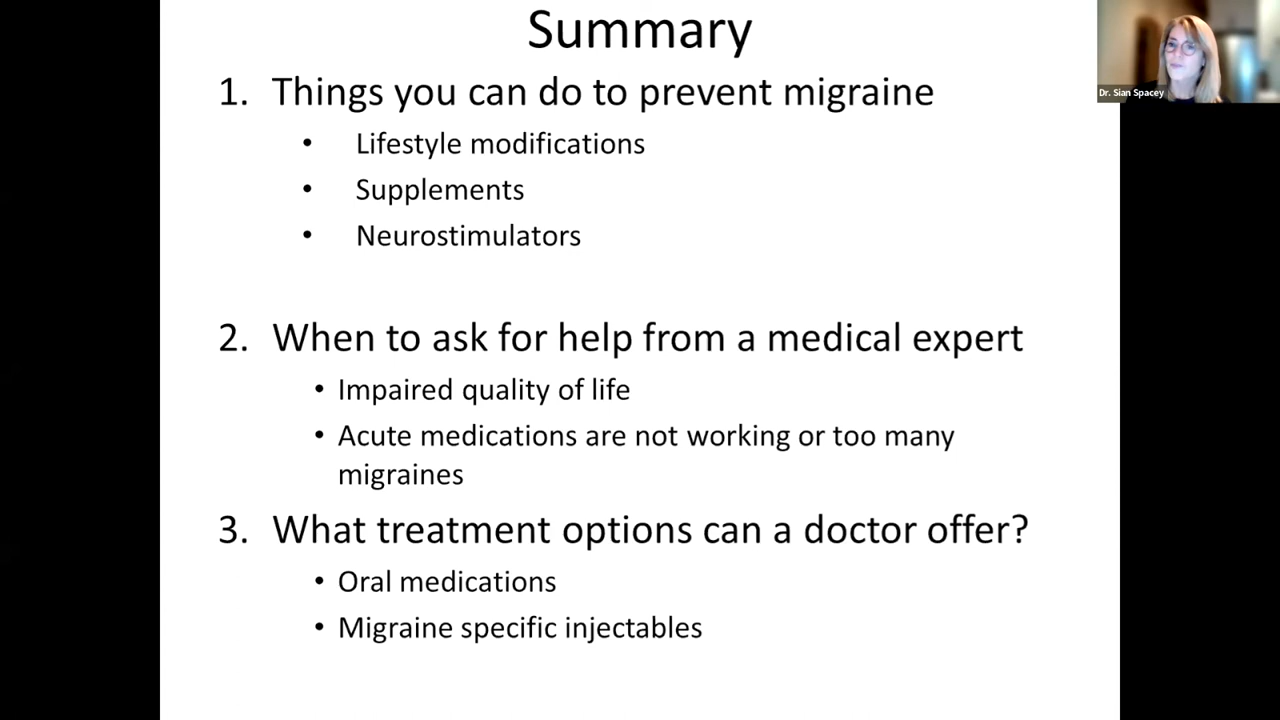 Summary
1. Things you can do to prevent migraine
• Lifestyle modifications
• Supplements
• Neurostimulators
2. When to ask for help from a medical expert
• Impaired quality of life
• Acute medications are not working or too many
migraines
3. What treatment options can a doctor offer?
• Oral medications
• Migraine specific injectables
Dr. Sian Spacey